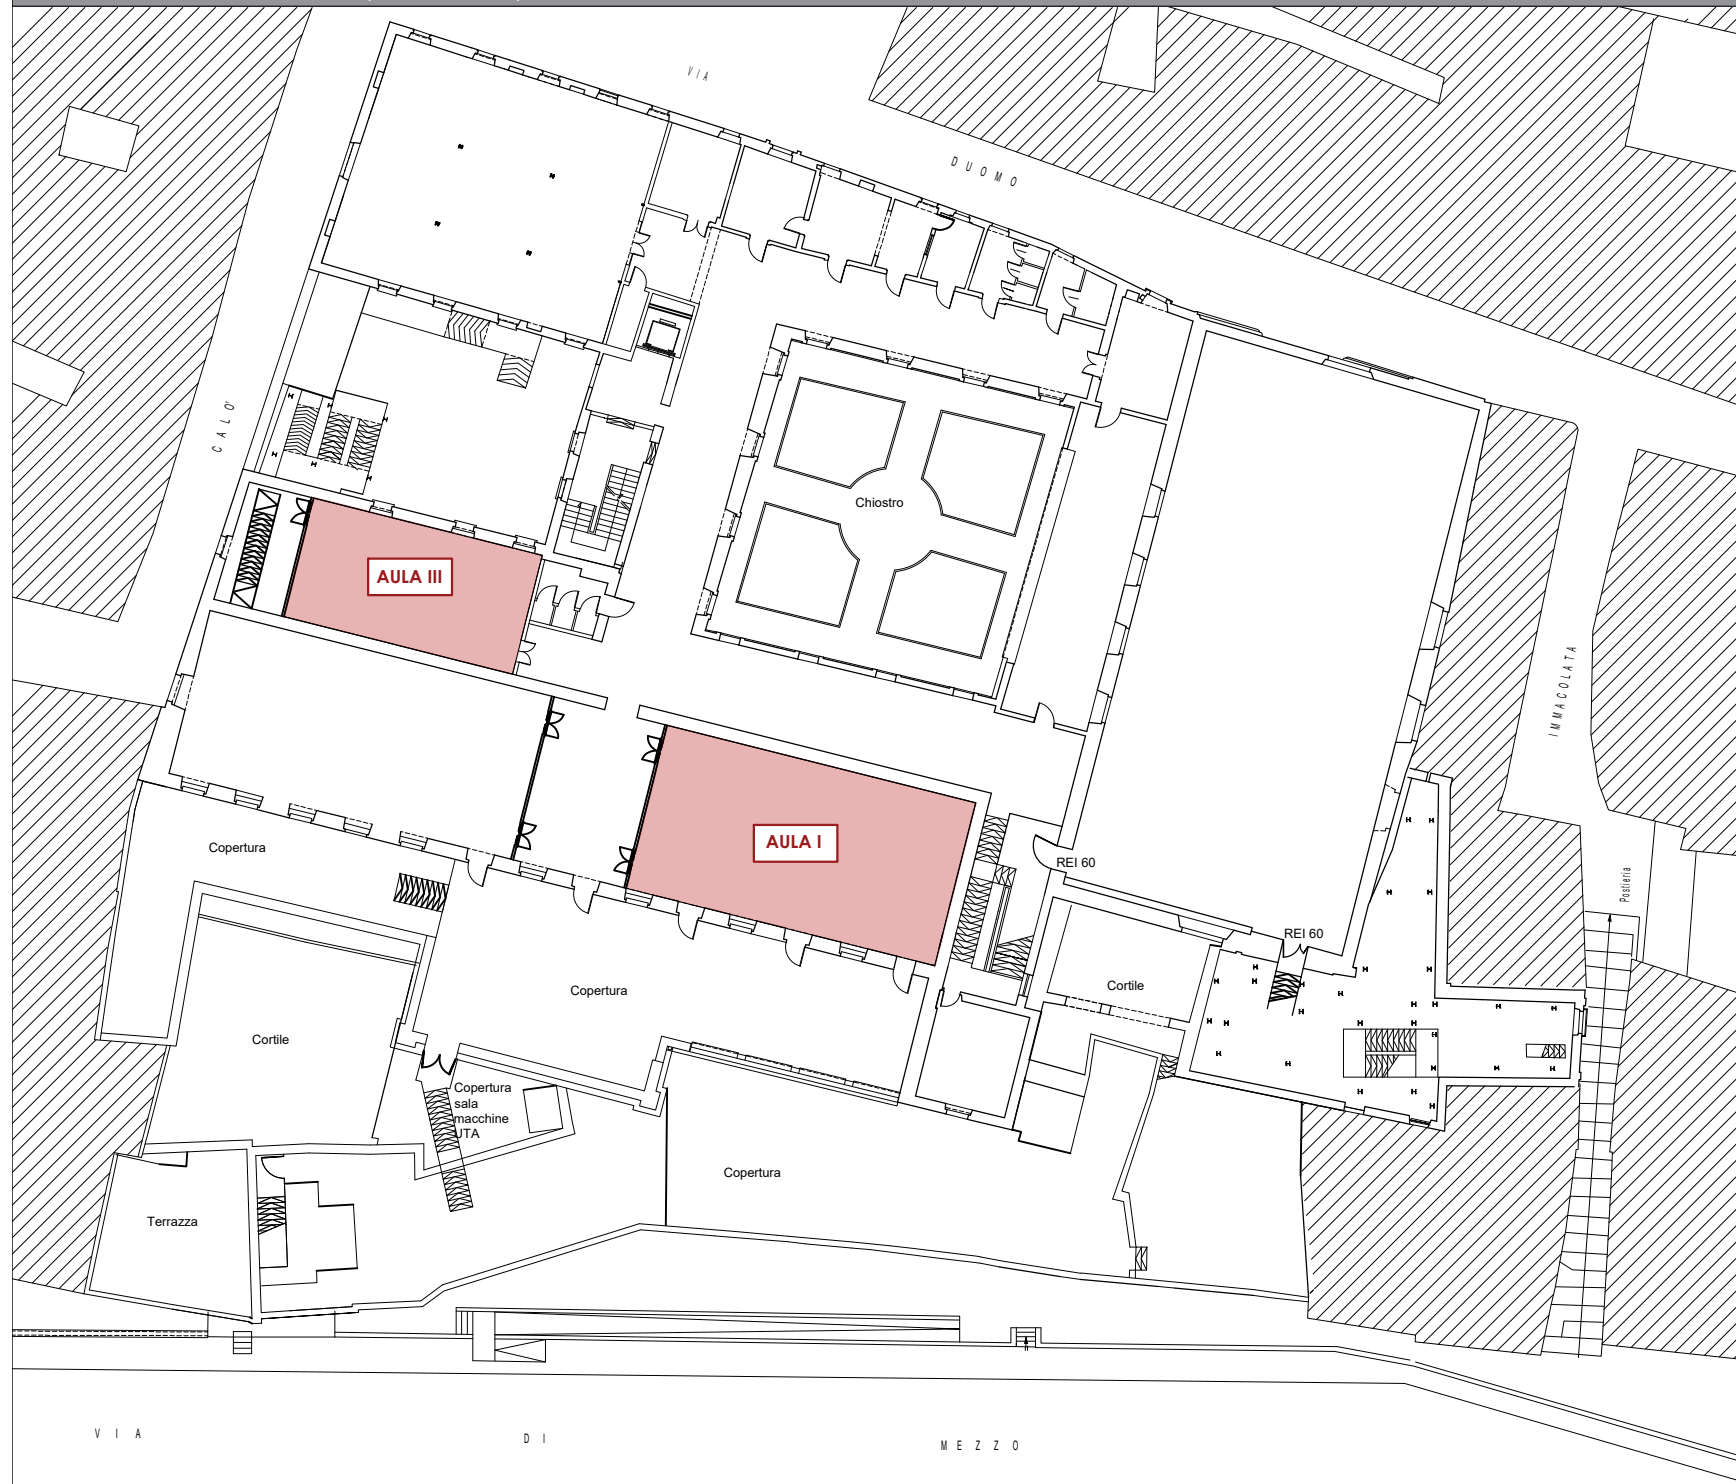 VIA
DUOMO
CALO'
Chiostro
AULA III
IMMACOLATA
AULA I
Copertura
REI 60
Postieria
REI 60
Copertura
Cortile
Cortile
Copertura
sala
macchine
UTA
Copertura
Terrazza
VIA
DI
MEZZO